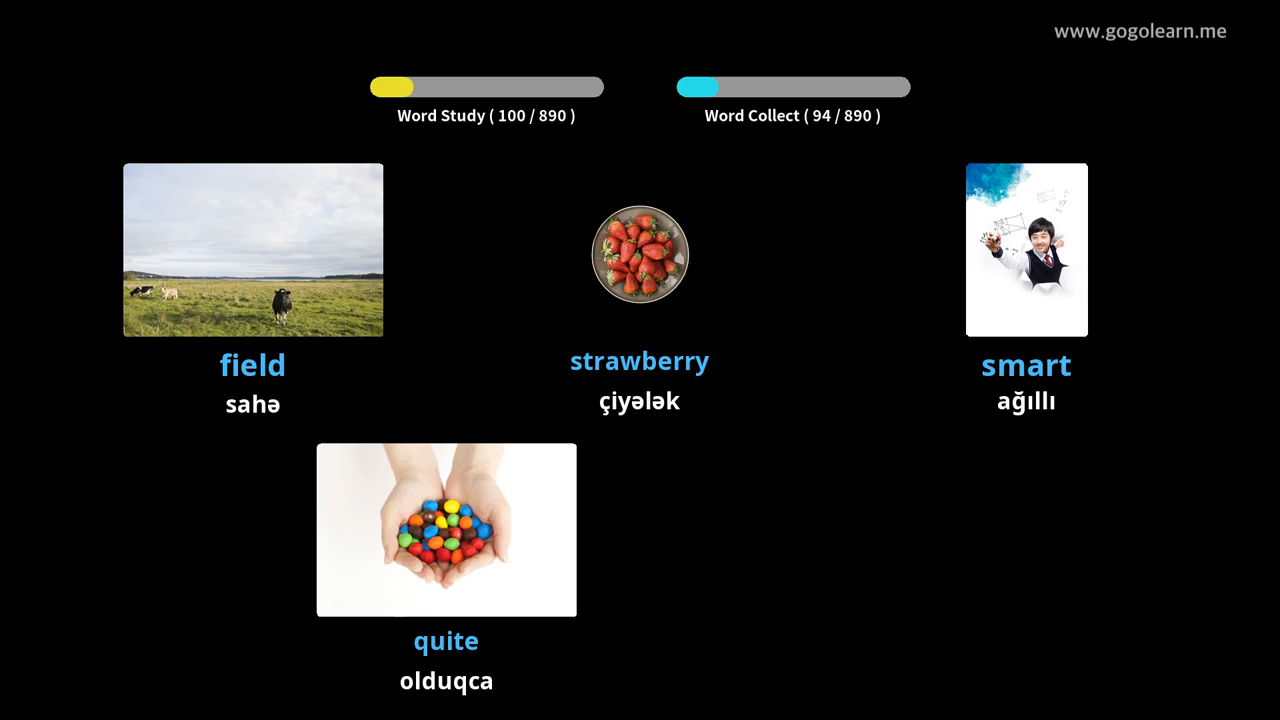 www.gogolearn.me
Word Study ( 100 / 890 )
Word Collect ( 94 / 890 )
field
sahə
strawberry
çiyələk
smart
ağıllı
quite
olduqca